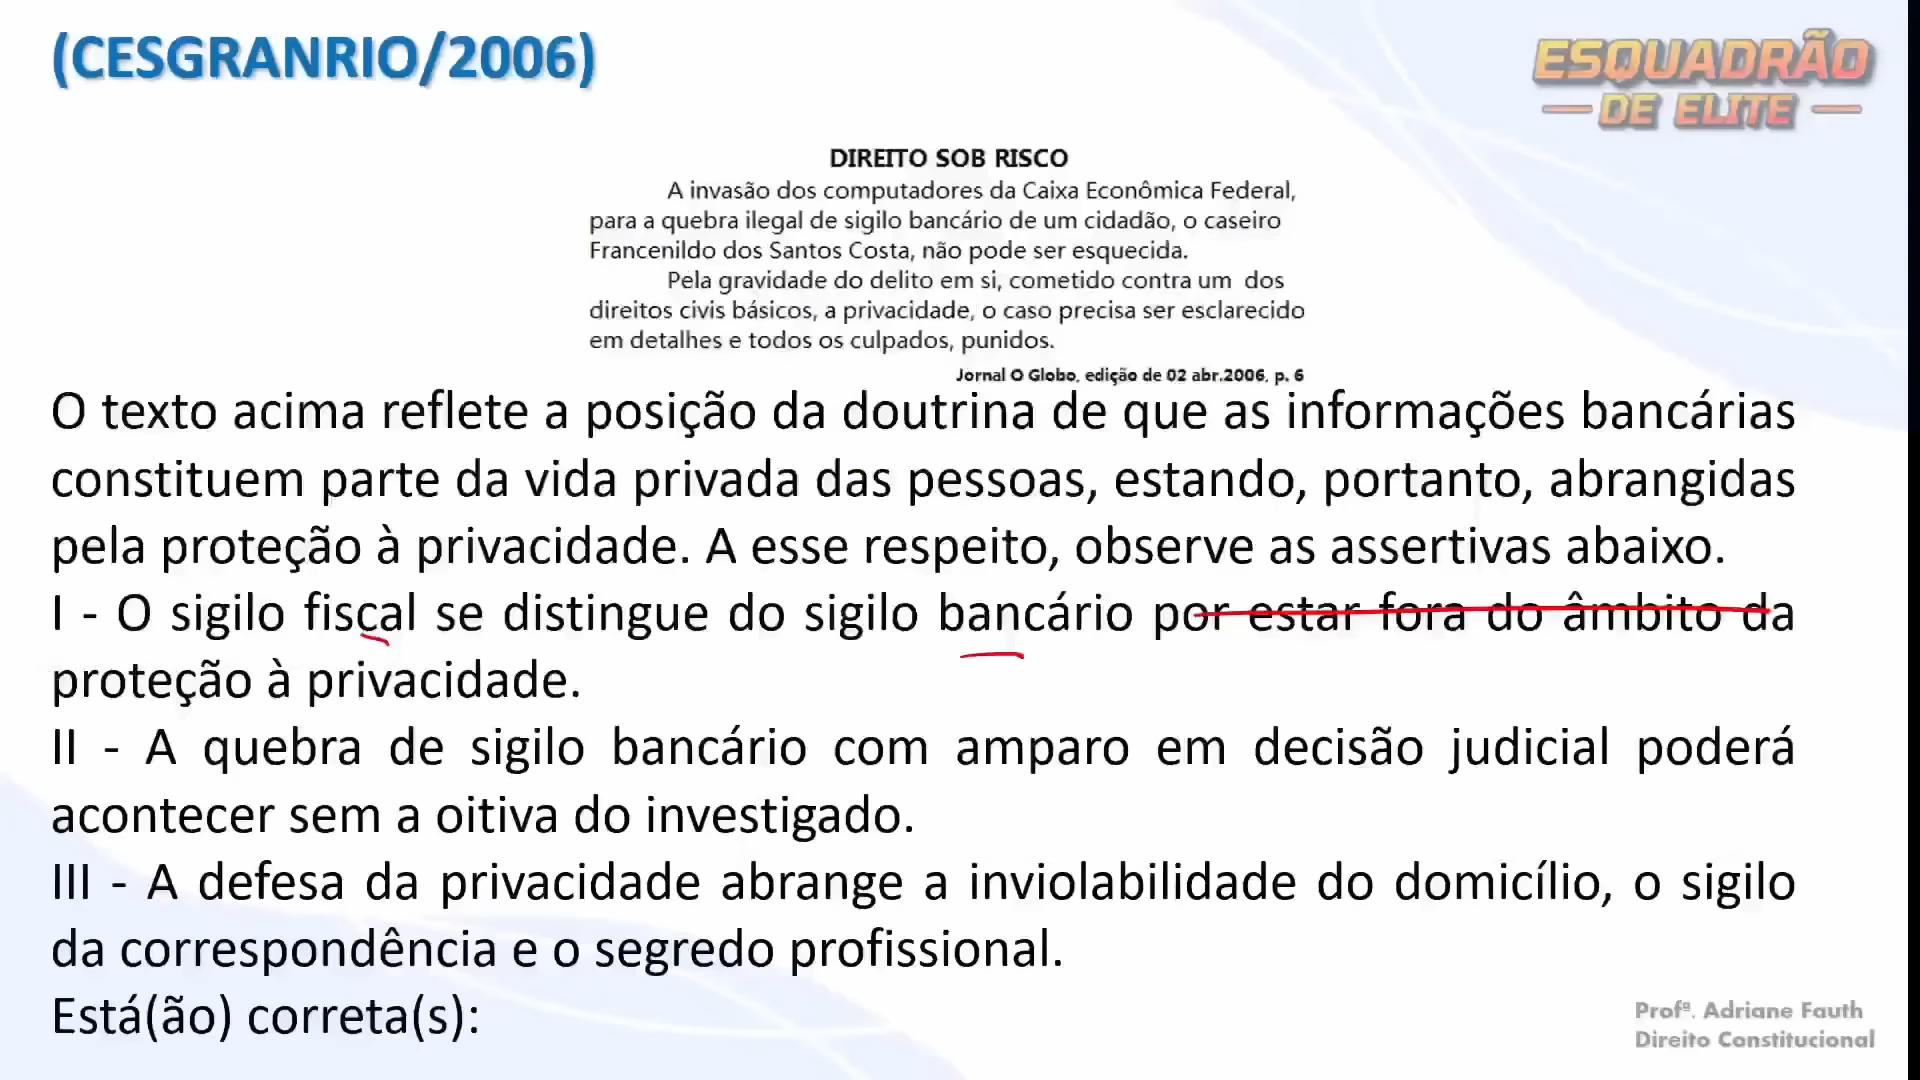 (CESGRANRIO/2006)
ESQUADRÃO
DE ELITE
DIREITO SOB RISCO
A invasão dos computadores da Caixa Econômica Federal,
para a quebra ilegal de sigilo bancário de um cidadão, o caseiro
Francenildo dos Santos Costa, não pode ser esquecida.
Pela gravidade do delito em si, cometido contra um dos
direitos civis básicos, a privacidade, o caso precisa ser esclarecido
em detalhes e todos os culpados, punidos.
Jornal O Globo, edição de 02 abr.2006, p. 6
O texto acima reflete a posição da doutrina de que as informações bancárias
constituem parte da vida privada das pessoas, estando, portanto, abrangidas
pela proteção à privacidade. A esse respeito, observe as assertivas abaixo.
I - O sigilo fiscal se distingue do sigilo bancário por estar fora do âmbito da
proteção à privacidade.
II - A quebra de sigilo bancário com amparo em decisão judicial poderá
acontecer sem a oitiva do investigado.
III - A defesa da privacidade abrange a inviolabilidade do domicílio, o sigilo
da correspondência e o segredo profissional.
Está(ão) correta(s):
Profª. Adriane Fauth
Direito Constitucional